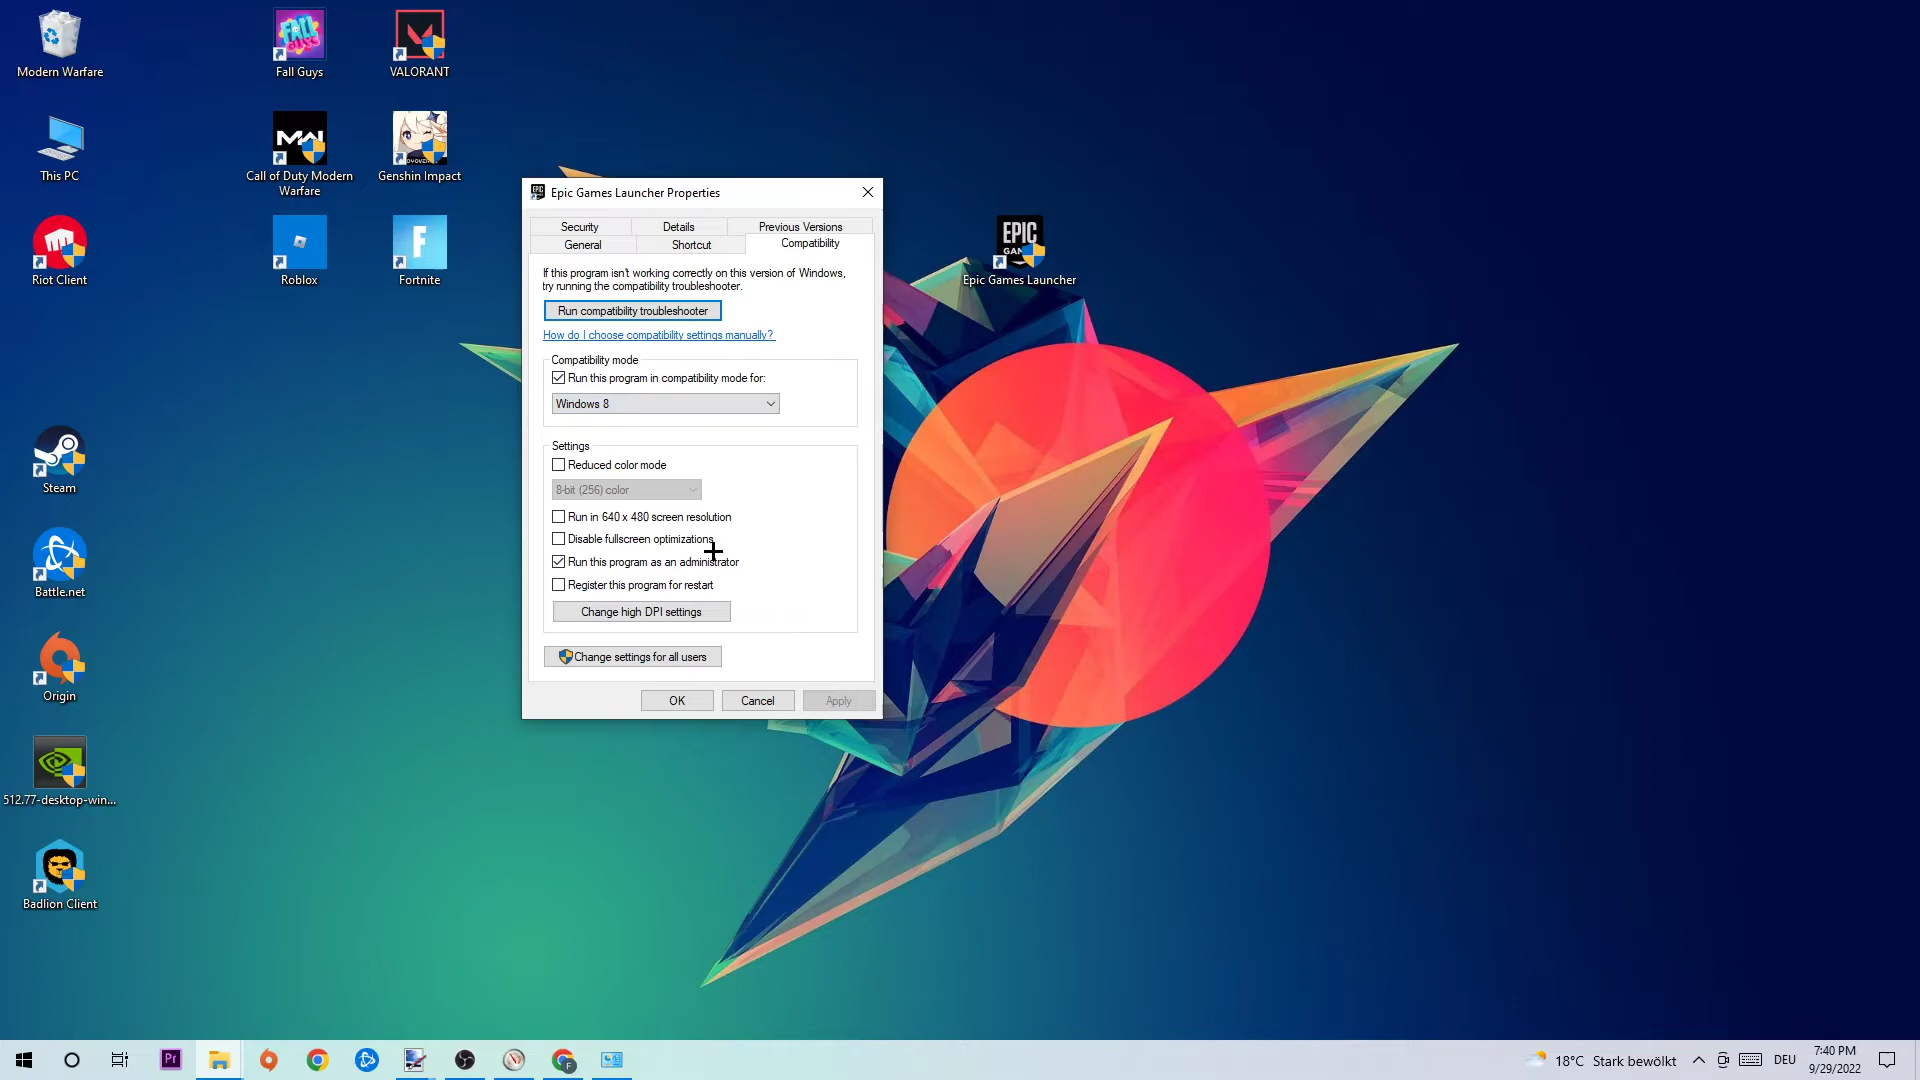 Modern Warfare
This PC
Riot Client
Steam
Battle.net
Origin
512.77-desktop-win...
Badlion Client
FALL
GUYS
Fall Guys
VALORANT
MW
Call of Duty Modern
Warfare
Genshin Impact
Roblox
F
Fortnite
EPIC
Epic Games Launcher
Epic Games Launcher Properties
Security
Details
Previous Versions
General
Shortcut
Compatibility
If this program isn't working correctly on this version of Windows,
try running the compatibility troubleshooter.
Run compatibility troubleshooter
How do I choose compatibility settings manually?
Compatibility mode
Run this program in compatibility mode for:
Windows 8
Settings
Reduced color mode
8-bit (256) color
Run in 640 x 480 screen resolution
Disable fullscreen optimizations
Run this program as an administrator
Register this program for restart
Change high DPI settings
Change settings for all users
OK
Cancel
Apply
Pr
F
18°C Stark bewölkt
DEU
7:40 PM
9/29/2022